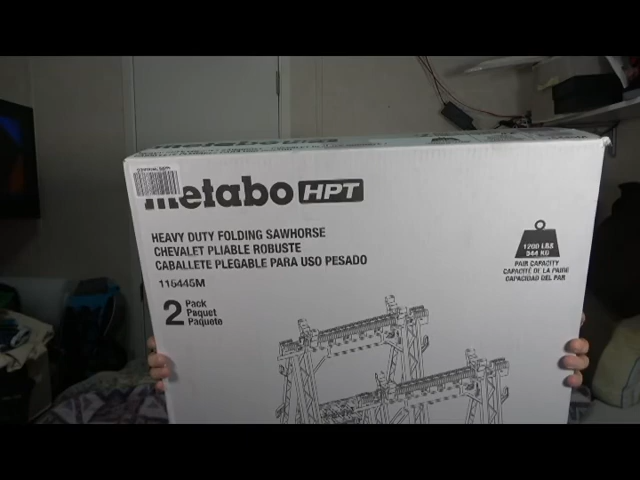 metabo HPT
HEAVY DUTY FOLDING SAWHORSE
CHEVALET PLIABLE ROBUSTE
CABALLETE PLEGABLE PARA USO PESADO
115445M
2 Pack
Paquet
Paquete
1200 LBS
544 KG
PAIR CAPACITY
CAPACITÉ DE LA PAIRE
CAPACIDAD DEL PAR